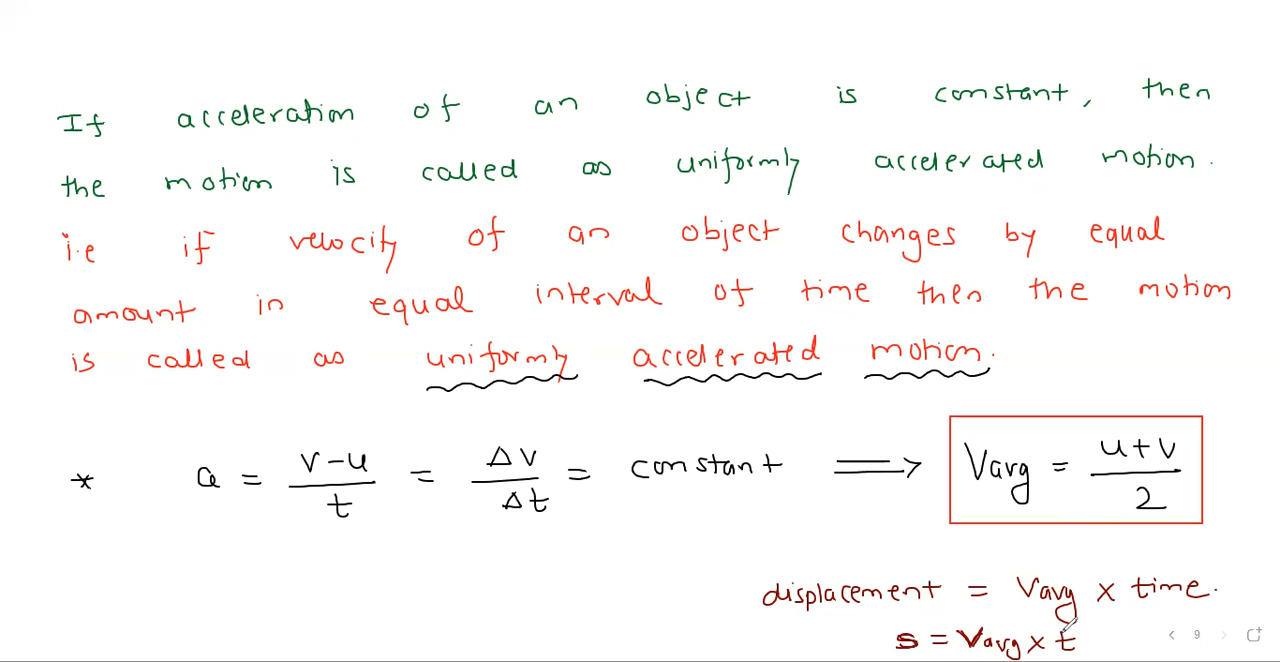 If acceleration of an object is constant, then
the motion is called as uniformly accelerated motion.
i.e if velocity of an object changes by equal
amount in equal interval of time then the motion
is called as uniformly accelerated motion.
* a = v-u/t = Δv/Δt = constant ⟹ Vavg = u+v/2
displacement = Vavg × time.
s = Vavg × t
< 9 >